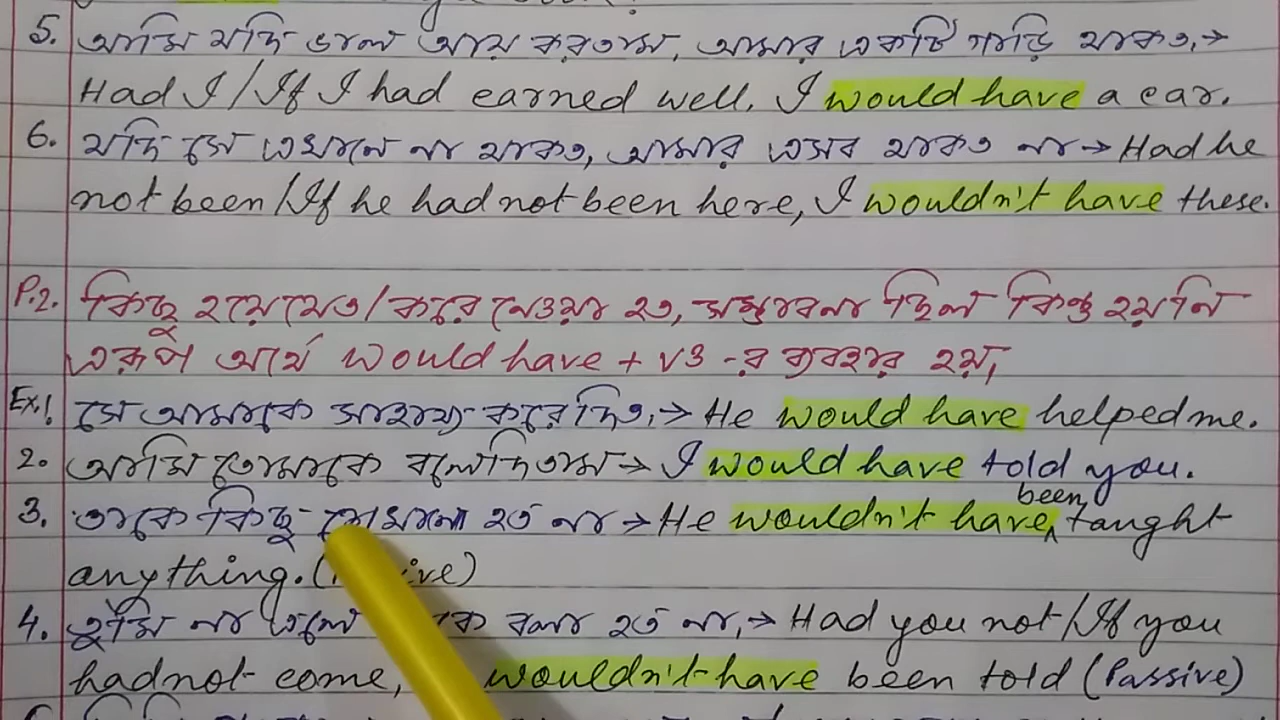 5. আমি যদি ভালো আয় করতাম, আমার একটি গাড়ি থাকত, →
Had I/If I had earned well, I would have a car.
6. যদি সে এখানে না থাকত, আমার এসব থাকত না → Had he
not been/If he had not been here, I wouldn't have these.
P.2. কিছু হয়ে যেত/করে নেওয়া হত, সম্ভাবনা ছিল কিন্তু হয়নি
এরূপ অর্থে would have + V3 -র ব্যবহার হয়,
Ex.1 সে আমাকে সাহায্য করে দিত, → He would have helped me.
2. আমি তোমাকে বলে দিতাম → I would have told you.
3. তাকে কিছু শেখানো হত না → He wouldn't have been taught
anything. (
4. তুমি না এলে বলা হত না, → Had you not/If you
had not come, wouldn't have been told (Passive)